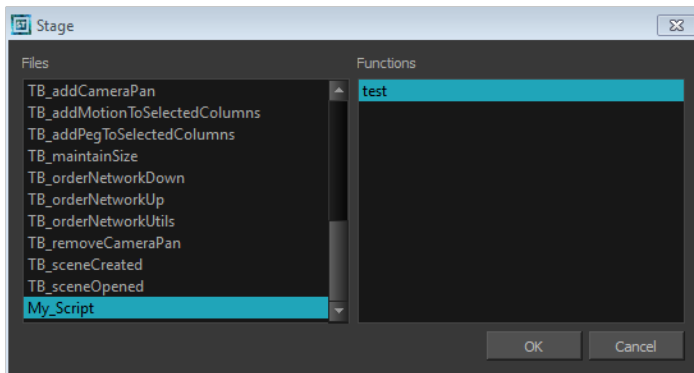 Stage
Files
TB_addCameraPan
TB_addMotionToSelectedColumns
TB_addPegToSelectedColumns
TB_maintainSize
TB_orderNetworkDown
TB_orderNetworkUp
TB_orderNetworkUtils
TB_removeCameraPan
TB_sceneCreated
TB_sceneOpened
My_Script
Functions
test
OK
Cancel